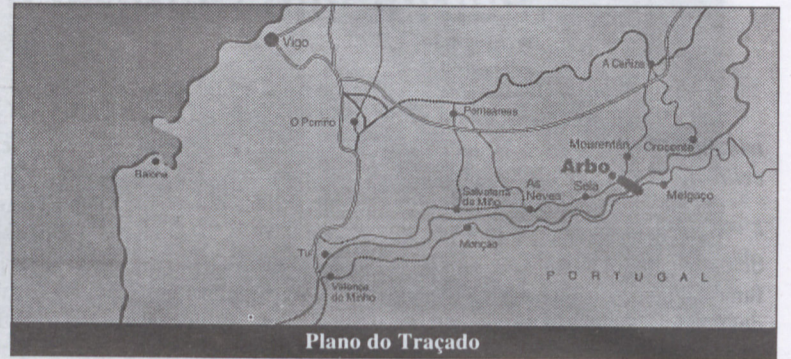 Vigo
A Cañiza
O Porriño
Ponteareas
Baiona
Mourentán
Crecente
Arbo
Sela
Melgaço
Salvaterra
de Miño
As
Neves
Monção
Tui
Valença
do Minho
PORTUGAL
Plano do Traçado